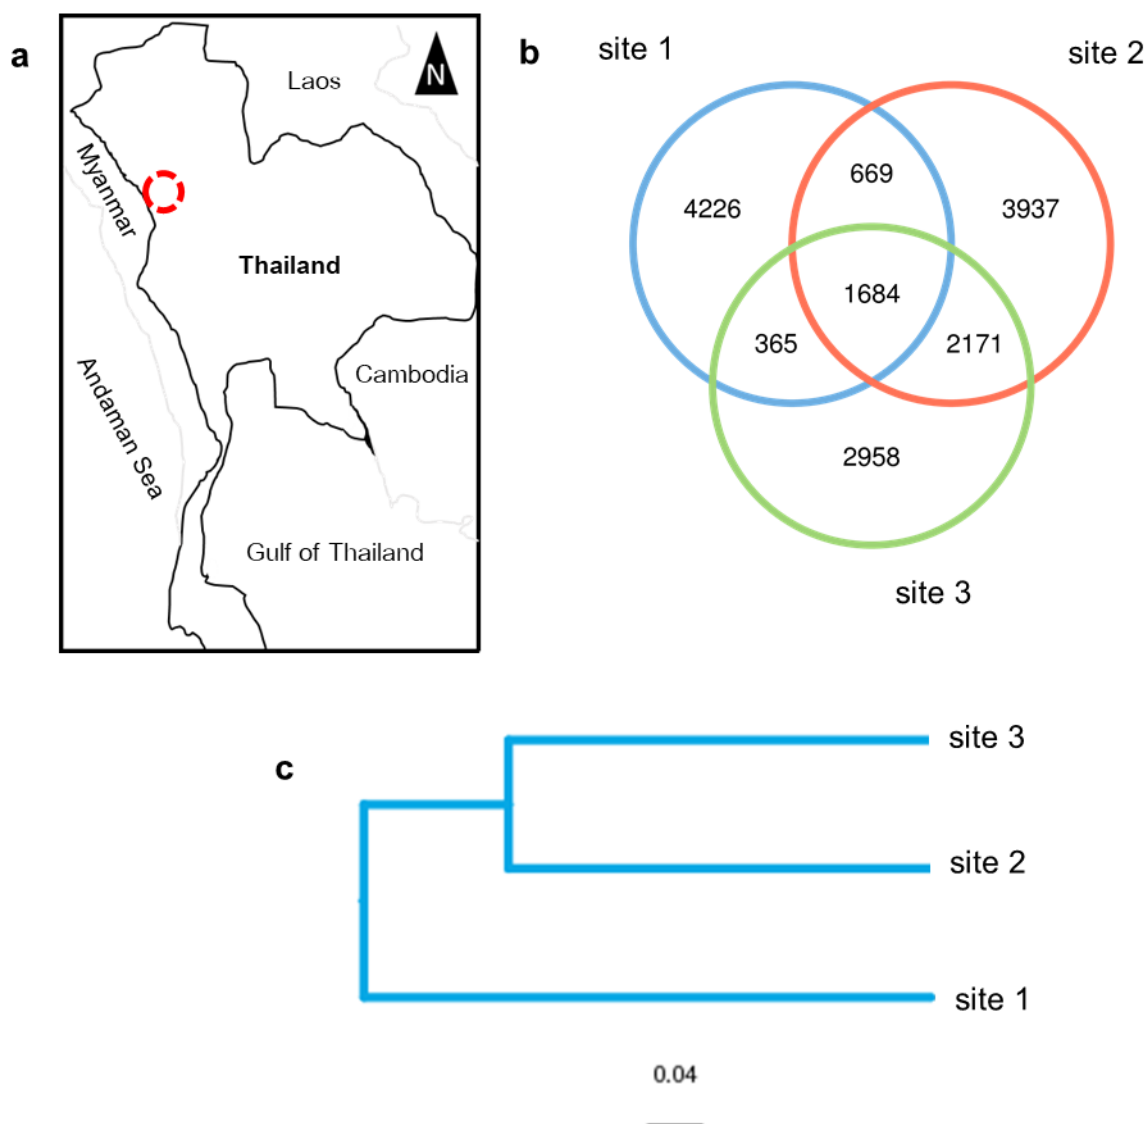 a
N
Laos
Myanmar
Thailand
Cambodia
Andaman Sea
Gulf of Thailand
b
site 1
site 2
669
4226
3937
1684
365
2171
2958
site 3
c
site 3
site 2
site 1
0.04